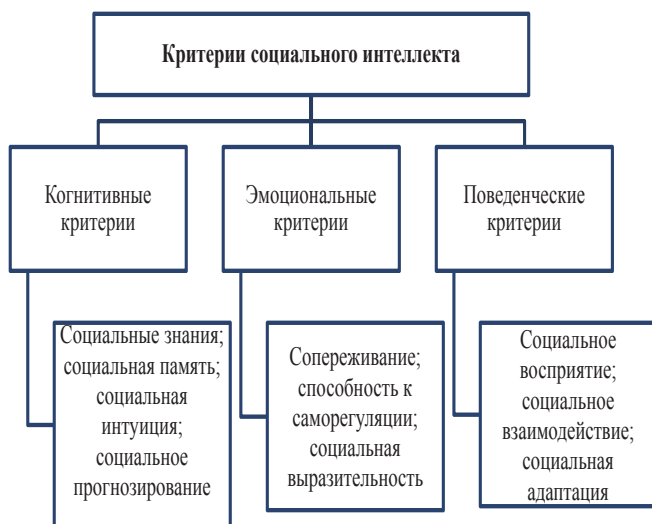 Критерии социального интеллекта
Когнитивные
критерии
Эмоциональные
критерии
Поведенческие
критерии
Социальные знания;
социальная память;
социальная
интуиция;
социальное
прогнозирование
Сопереживание;
способность к
саморегуляции;
социальная
выразительность
Социальное
восприятие;
социальное
взаимодействие;
социальная
адаптация